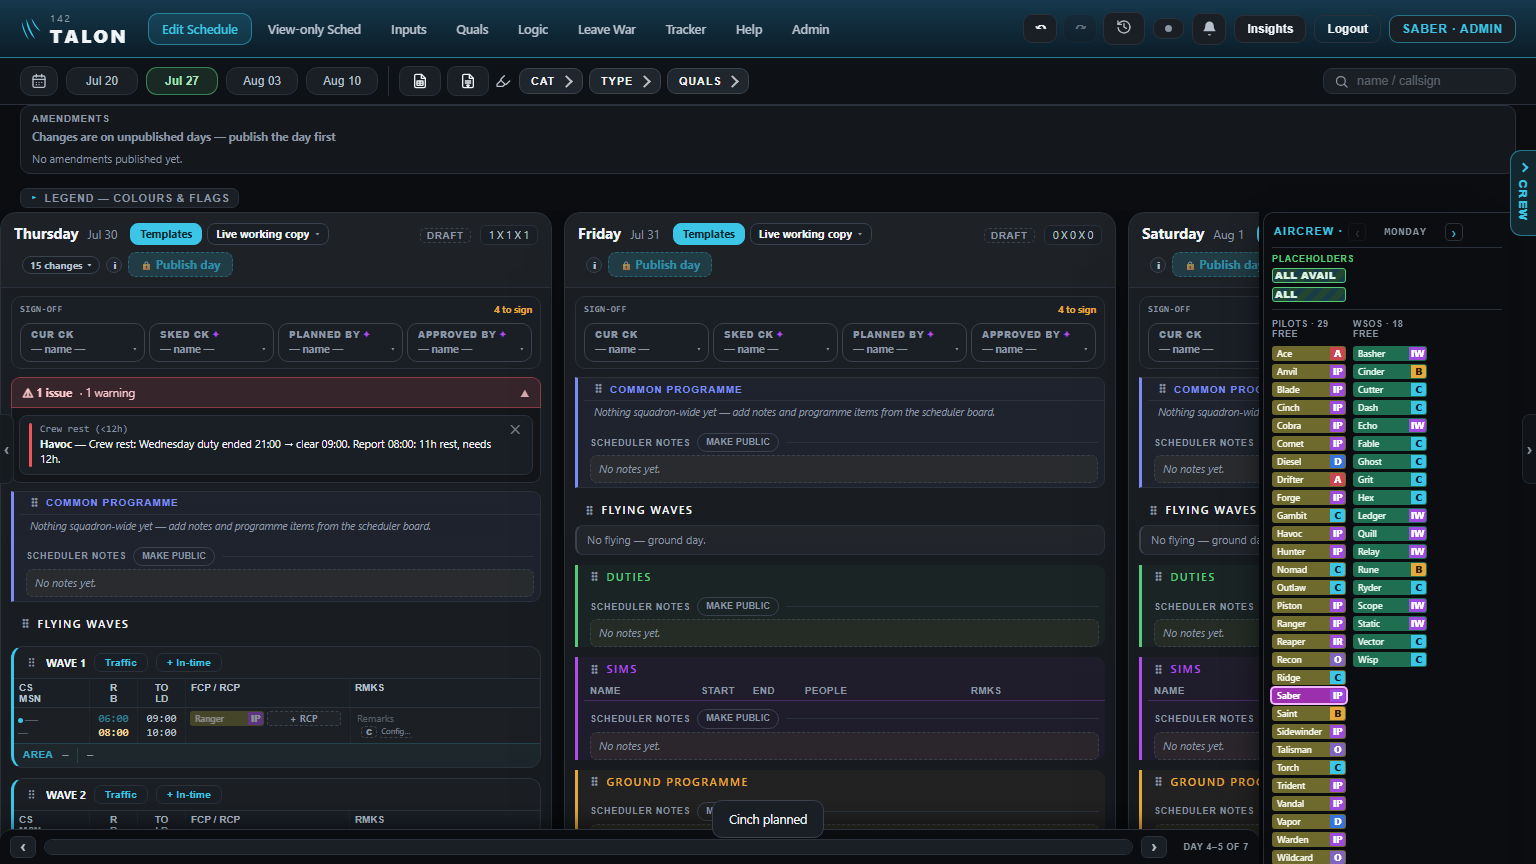 142
TALON
Edit Schedule
View-only Sched
Inputs
Quals
Logic
Leave War
Tracker
Help
Admin
Insights
Logout
SABER · ADMIN
Jul 20
Jul 27
Aug 03
Aug 10
CAT
TYPE
QUALS
name / callsign
AMENDMENTS
Changes are on unpublished days — publish the day first
No amendments published yet.
LEGEND — COLOURS & FLAGS
CREW
Thursday Jul 30 Templates Live working copy DRAFT 1X1X1
15 changes i Publish day
SIGN-OFF 4 to sign
CUR CK SKED CK PLANNED BY APPROVED BY
— name — — name — — name — — name —
1 issue · 1 warning
Crew rest (<12h)
Havoc — Crew rest: Wednesday duty ended 21:00 → clear 09:00. Report 08:00: 11h rest, needs
12h.
COMMON PROGRAMME
Nothing squadron-wide yet — add notes and programme items from the scheduler board.
SCHEDULER NOTES MAKE PUBLIC
No notes yet.
FLYING WAVES
WAVE 1 Traffic + In-time
CS R TO FCP / RCP RMKS
MSN B LD
— 06:00 09:00 Ranger IP + RCP Remarks
— 08:00 10:00 C Config...
AREA – –
WAVE 2 Traffic + In-time
CS R TO FCP / RCP RMKS
Friday Jul 31 Templates Live working copy DRAFT 0X0X0
i Publish day
SIGN-OFF 4 to sign
CUR CK SKED CK PLANNED BY APPROVED BY
— name — — name — — name — — name —
COMMON PROGRAMME
Nothing squadron-wide yet — add notes and programme items from the scheduler board.
SCHEDULER NOTES MAKE PUBLIC
No notes yet.
FLYING WAVES
No flying — ground day.
DUTIES
SCHEDULER NOTES MAKE PUBLIC
No notes yet.
SIMS
NAME START END PEOPLE RMKS
SCHEDULER NOTES MAKE PUBLIC
No notes yet.
GROUND PROGRAMME
SCHEDULER NOTES
Cinch planned
Saturday Aug 1
i Publish day
SIGN-OFF
CUR CK
— name —
COMMON PROG
Nothing squadron-wide
SCHEDULER NOTES
No notes yet.
FLYING WAVES
No flying — ground da
DUTIES
SCHEDULER NOTES
No notes yet.
SIMS
NAME
SCHEDULER NOTES
No notes yet.
GROUND PROG
SCHEDULER NOTES
AIRCREW · MONDAY
PLACEHOLDERS
ALL AVAIL
ALL
PILOTS · 29 FREE
WSOS · 18 FREE
Ace A
Anvil IP
Blade IP
Cinch IP
Cobra IP
Comet IP
Diesel D
Drifter A
Forge IP
Gambit C
Havoc IP
Hunter IP
Nomad C
Outlaw C
Piston IP
Ranger IP
Reaper IR
Recon O
Ridge C
Saber IP
Saint B
Sidewinder IP
Talisman O
Torch C
Trident IP
Vandal IP
Vapor D
Warden IP
Wildcard O
Basher IW
Cinder B
Cutter C
Dash C
Echo IW
Fable C
Ghost C
Grit C
Hex C
Ledger IW
Quill IW
Relay IW
Rune B
Ryder C
Scope IW
Static IW
Vector C
Wisp C
DAY 4–5 OF 7